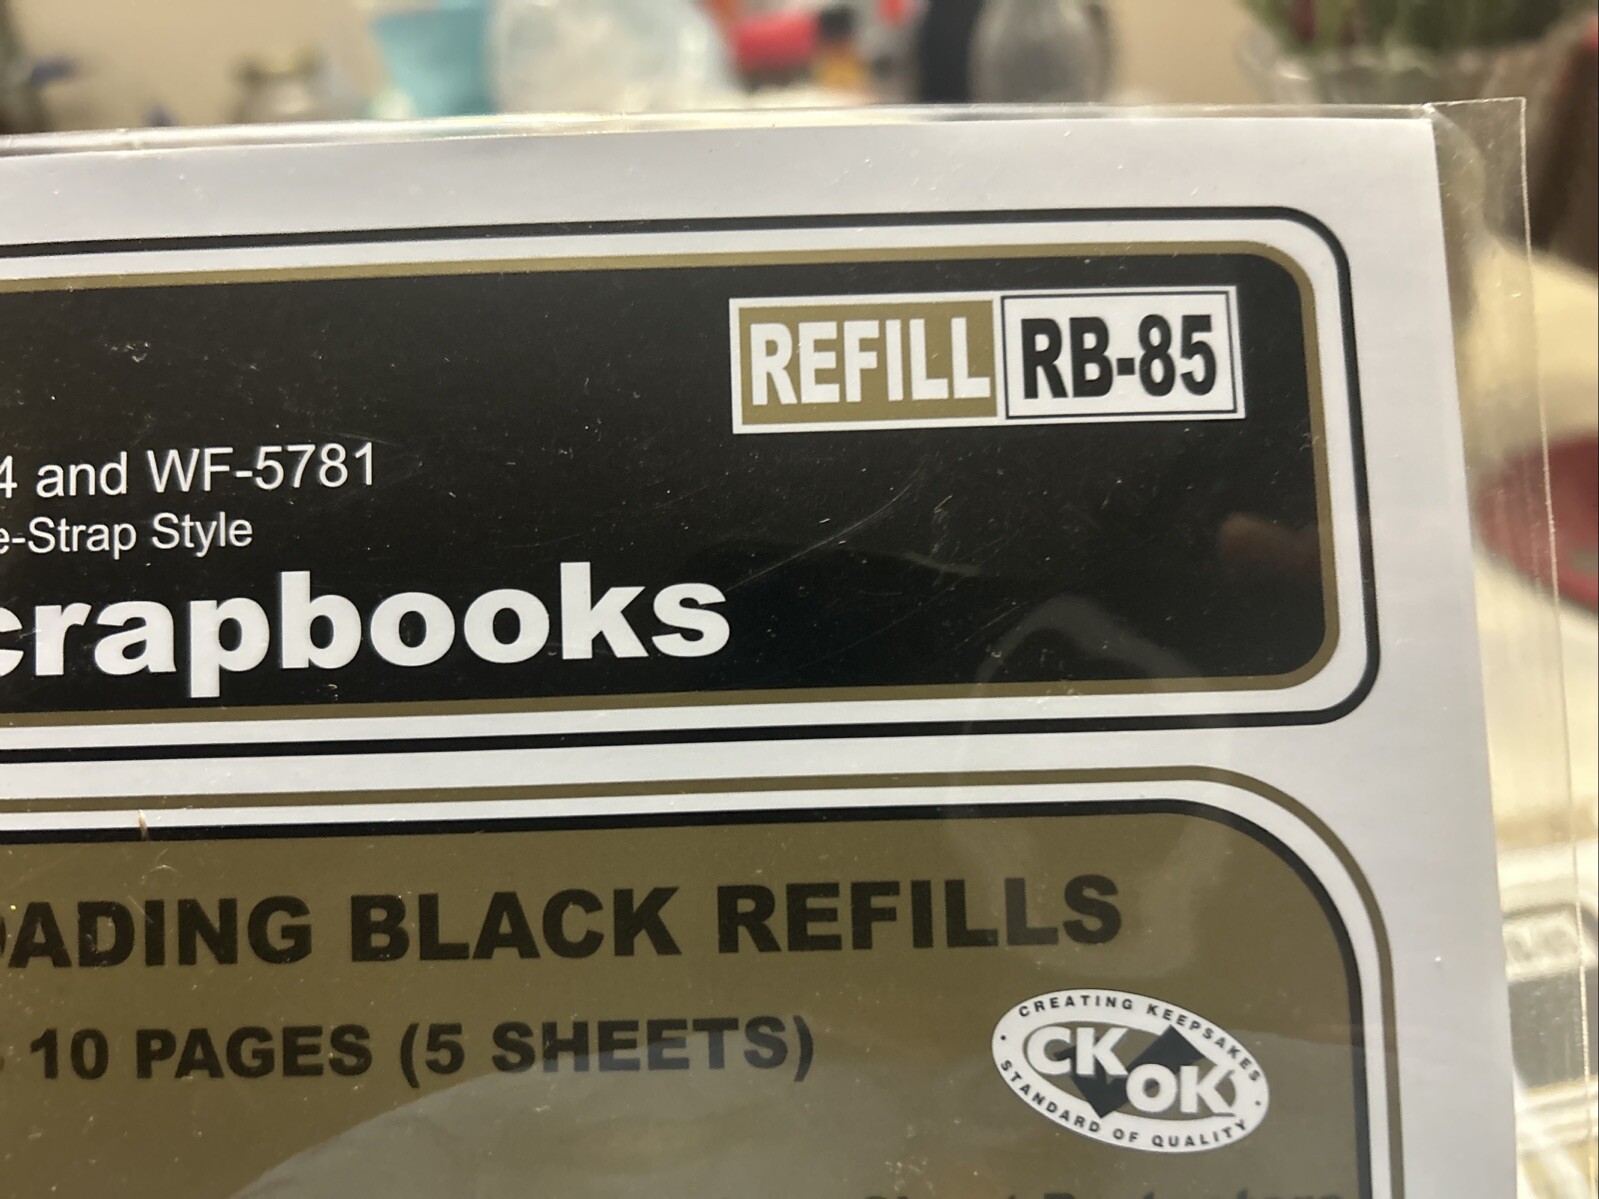 REFILL RB-85
4 and WF-5781
e-Strap Style
crapbooks
OADING BLACK REFILLS
10 PAGES (5 SHEETS)
CREATING KEEPSAKES
CK OK
STANDARD OF QUALITY